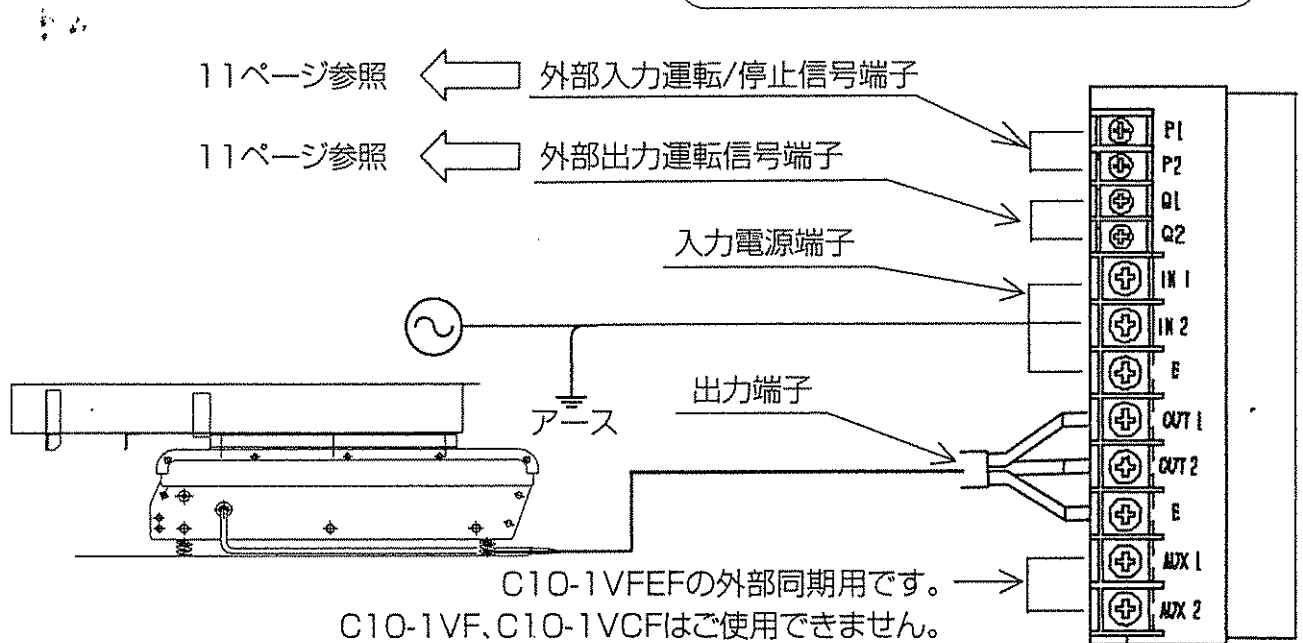 11ページ参照 外部入力運転/停止信号端子
11ページ参照 外部出力運転信号端子
入力電源端子
アース
出力端子
C10-1VFEFの外部同期用です。
C10-1VF、C10-1VCFはご使用できません。
P1
P2
Q1
Q2
IN 1
IN 2
E
OUT 1
OUT 2
E
AUX 1
AUX 2